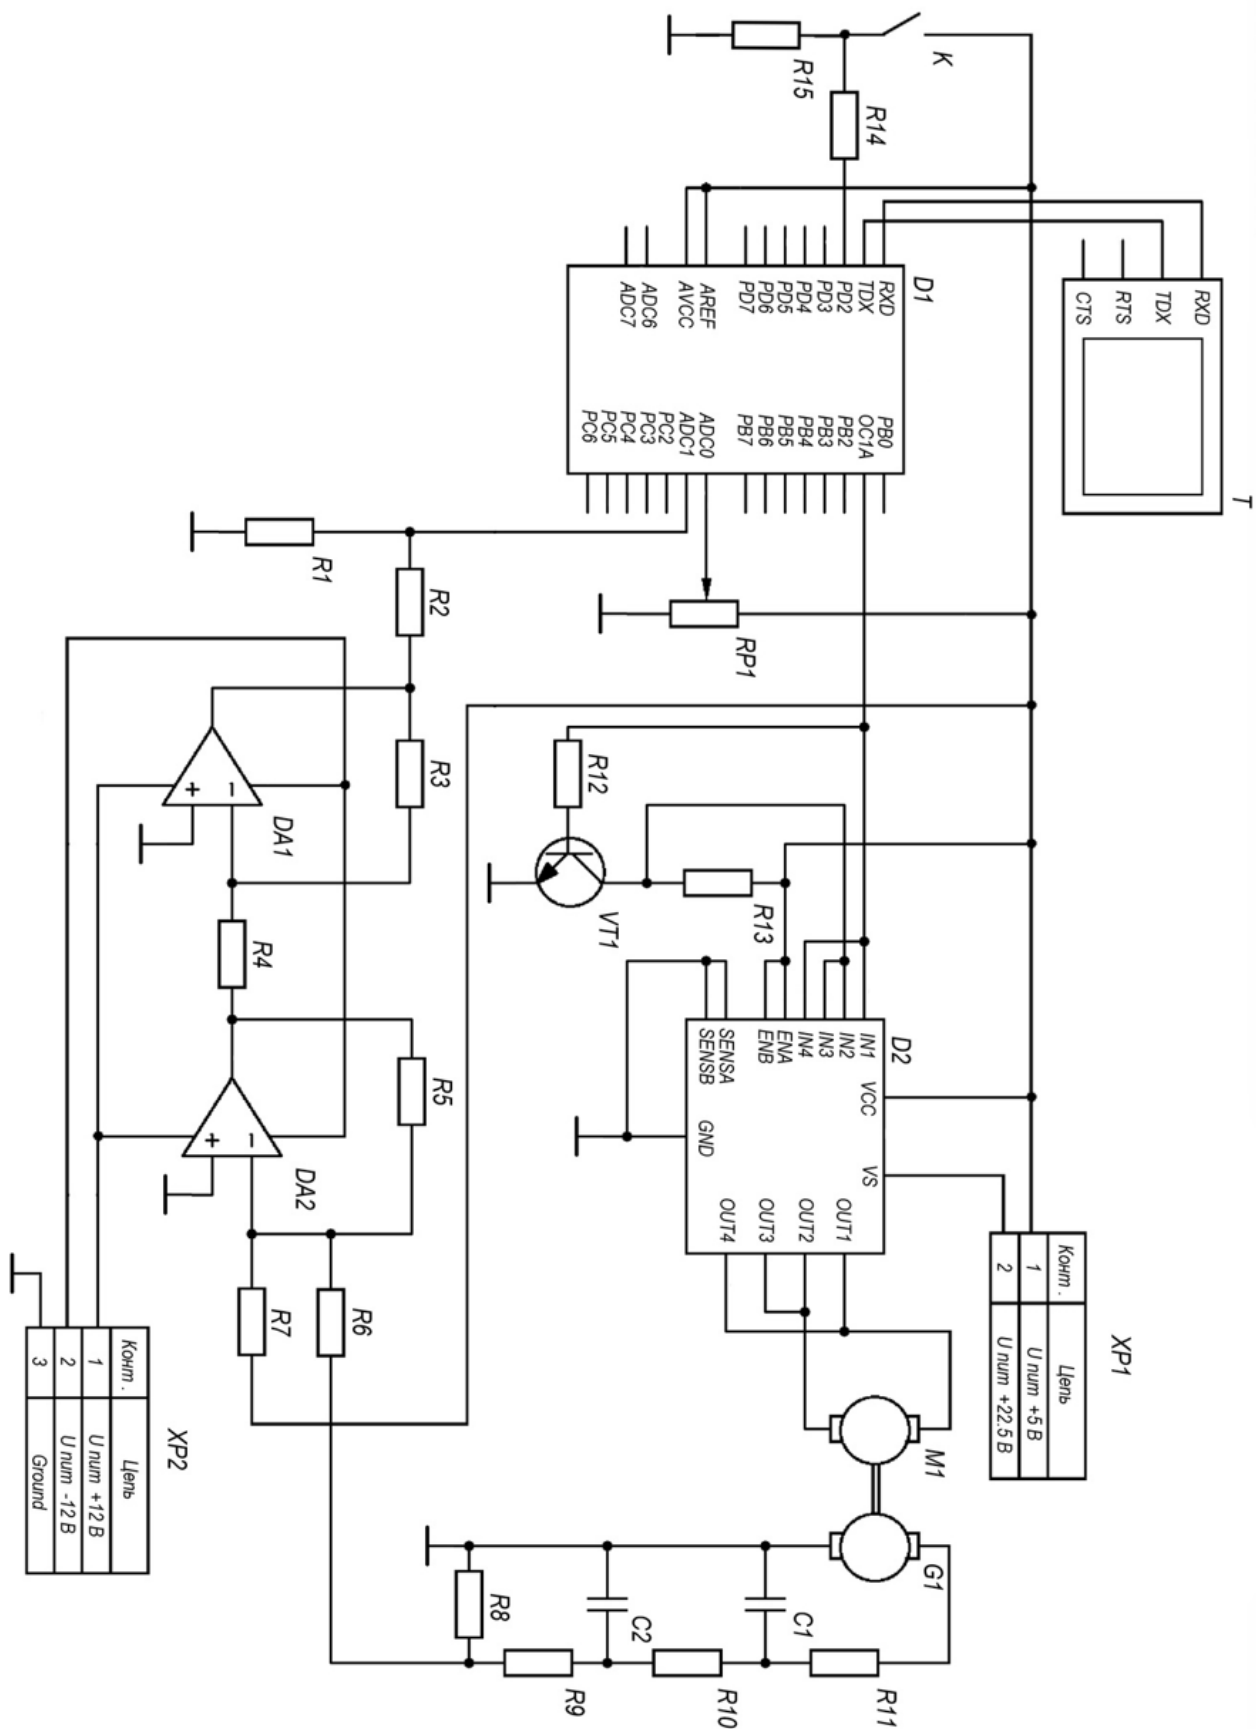 K
R15
R14
T
RXD
TDX
RTS
CTS
D1
RXD
TDX
PD2
PD3
PD4
PD5
PD6
PD7
AREF
AVCC
ADC6
ADC7
PB0
OC1A
PB2
PB3
PB4
PB5
PB6
PB7
ADC0
ADC1
PC2
PC3
PC4
PC5
PC6
R1
R2
RP1
R3
DA1
+
–
R12
VT1
R13
R4
D2
IN1
IN2
IN3
IN4
ENA
ENB
SENSA
SENSB
VCC
VS
GND
OUT1
OUT2
OUT3
OUT4
R5
DA2
+
–
R6
R7
XP1
Конт. Цепь
1 U пит +5 В
2 U пит +22.5 В
M1
G1
XP2
Конт. Цепь
1 U пит +12 В
2 U пит -12 В
3 Ground
R8
C2
C1
R9
R10
R11